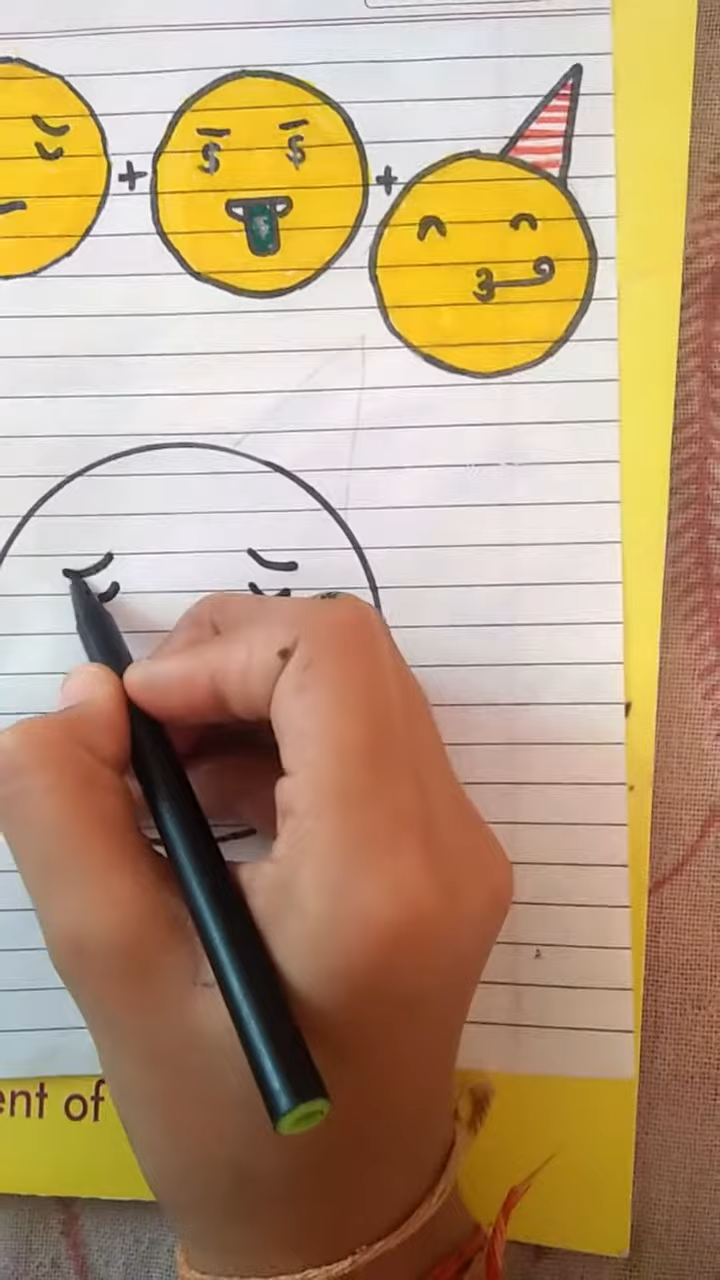 + $ $ +
ent of